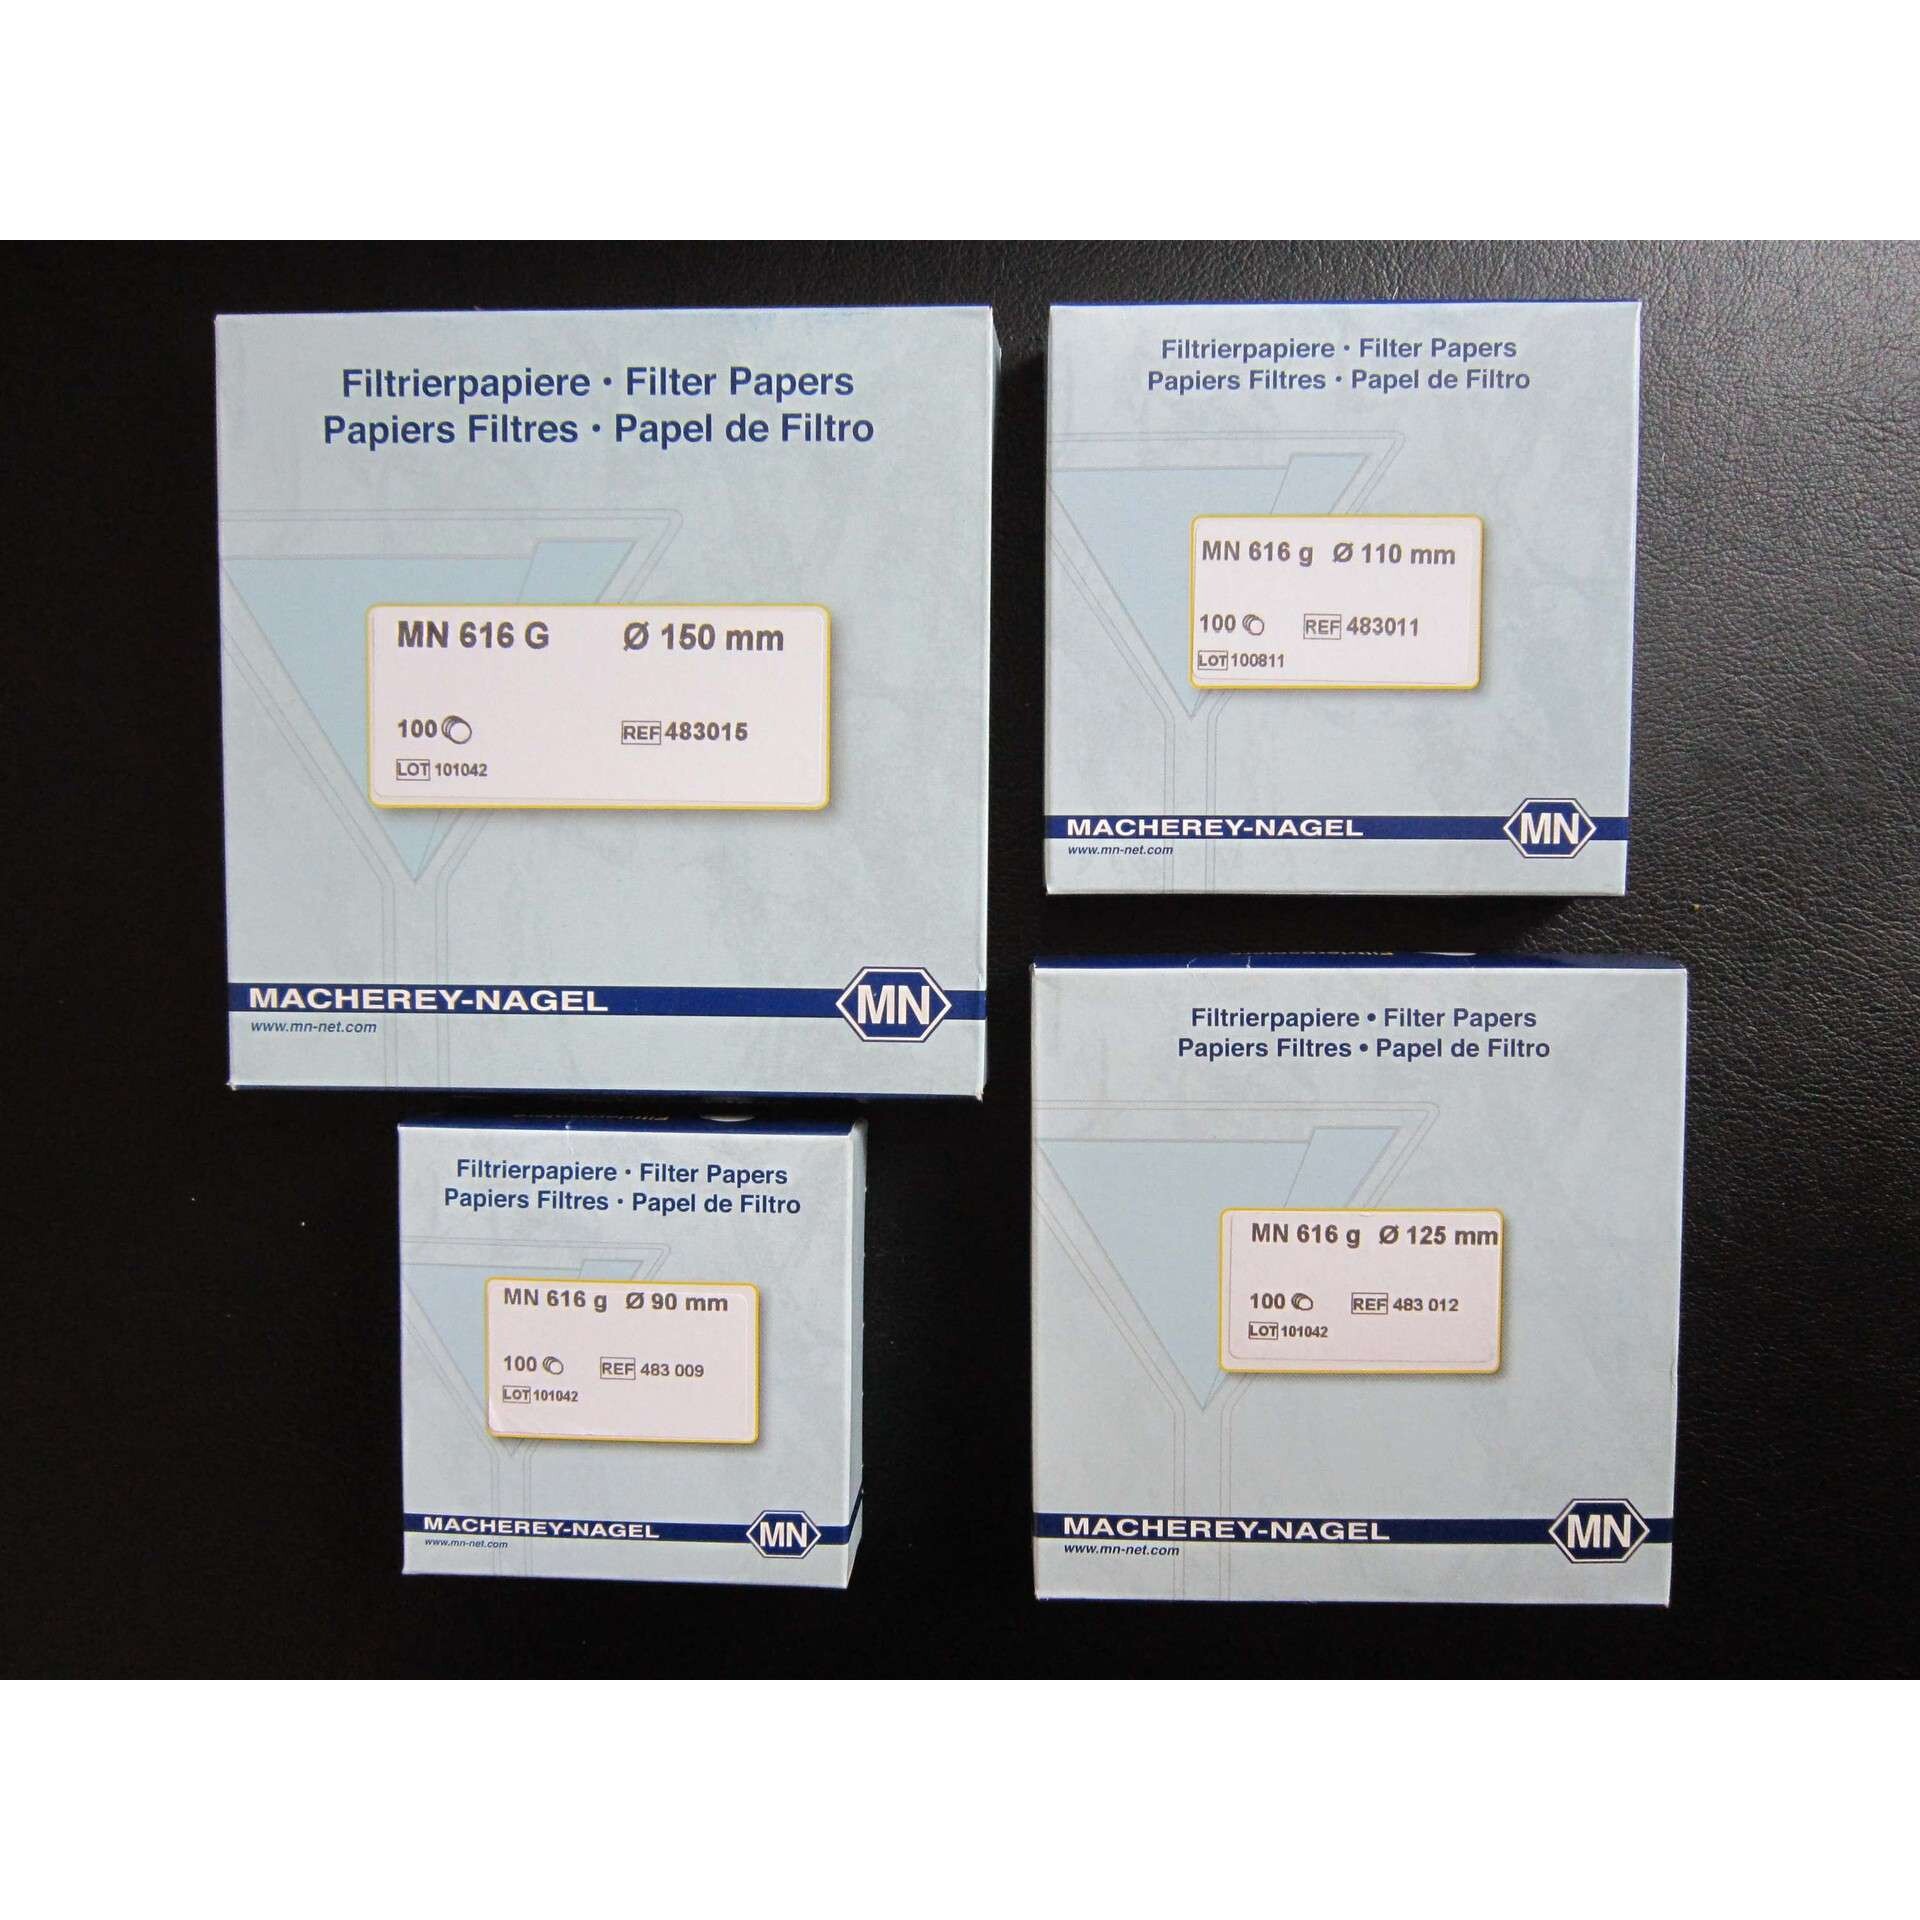 Filtrierpapiere • Filter Papers
Papiers Filtres • Papel de Filtro
MN 616 G Ø 150 mm
100 REF 483015
LOT 101042
MACHEREY-NAGEL MN
www.mn-net.com
Filtrierpapiere • Filter Papers
Papiers Filtres • Papel de Filtro
MN 616 g Ø 110 mm
100 REF 483011
LOT 100811
MACHEREY-NAGEL MN
www.mn-net.com
Filtrierpapiere • Filter Papers
Papiers Filtres • Papel de Filtro
MN 616 g Ø 90 mm
100 REF 483 009
LOT 101042
MACHEREY-NAGEL MN
www.mn-net.com
Filtrierpapiere • Filter Papers
Papiers Filtres • Papel de Filtro
MN 616 g Ø 125 mm
100 REF 483 012
LOT 101042
MACHEREY-NAGEL MN
www.mn-net.com